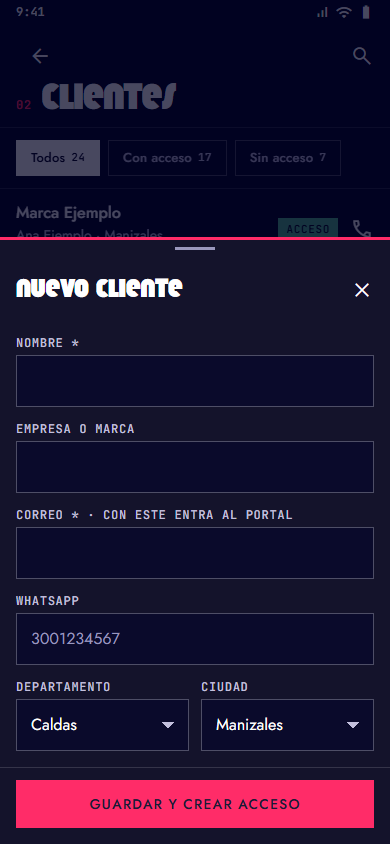 9:41
02 CLIENTES
Todos 24
Con acceso 17
Sin acceso 7
Marca Ejemplo
Ana Ejemplo · Manizales
ACCESO
NUEVO CLIENTE
NOMBRE *
EMPRESA O MARCA
CORREO * · CON ESTE ENTRA AL PORTAL
WHATSAPP
3001234567
DEPARTAMENTO
CIUDAD
Caldas
Manizales
GUARDAR Y CREAR ACCESO